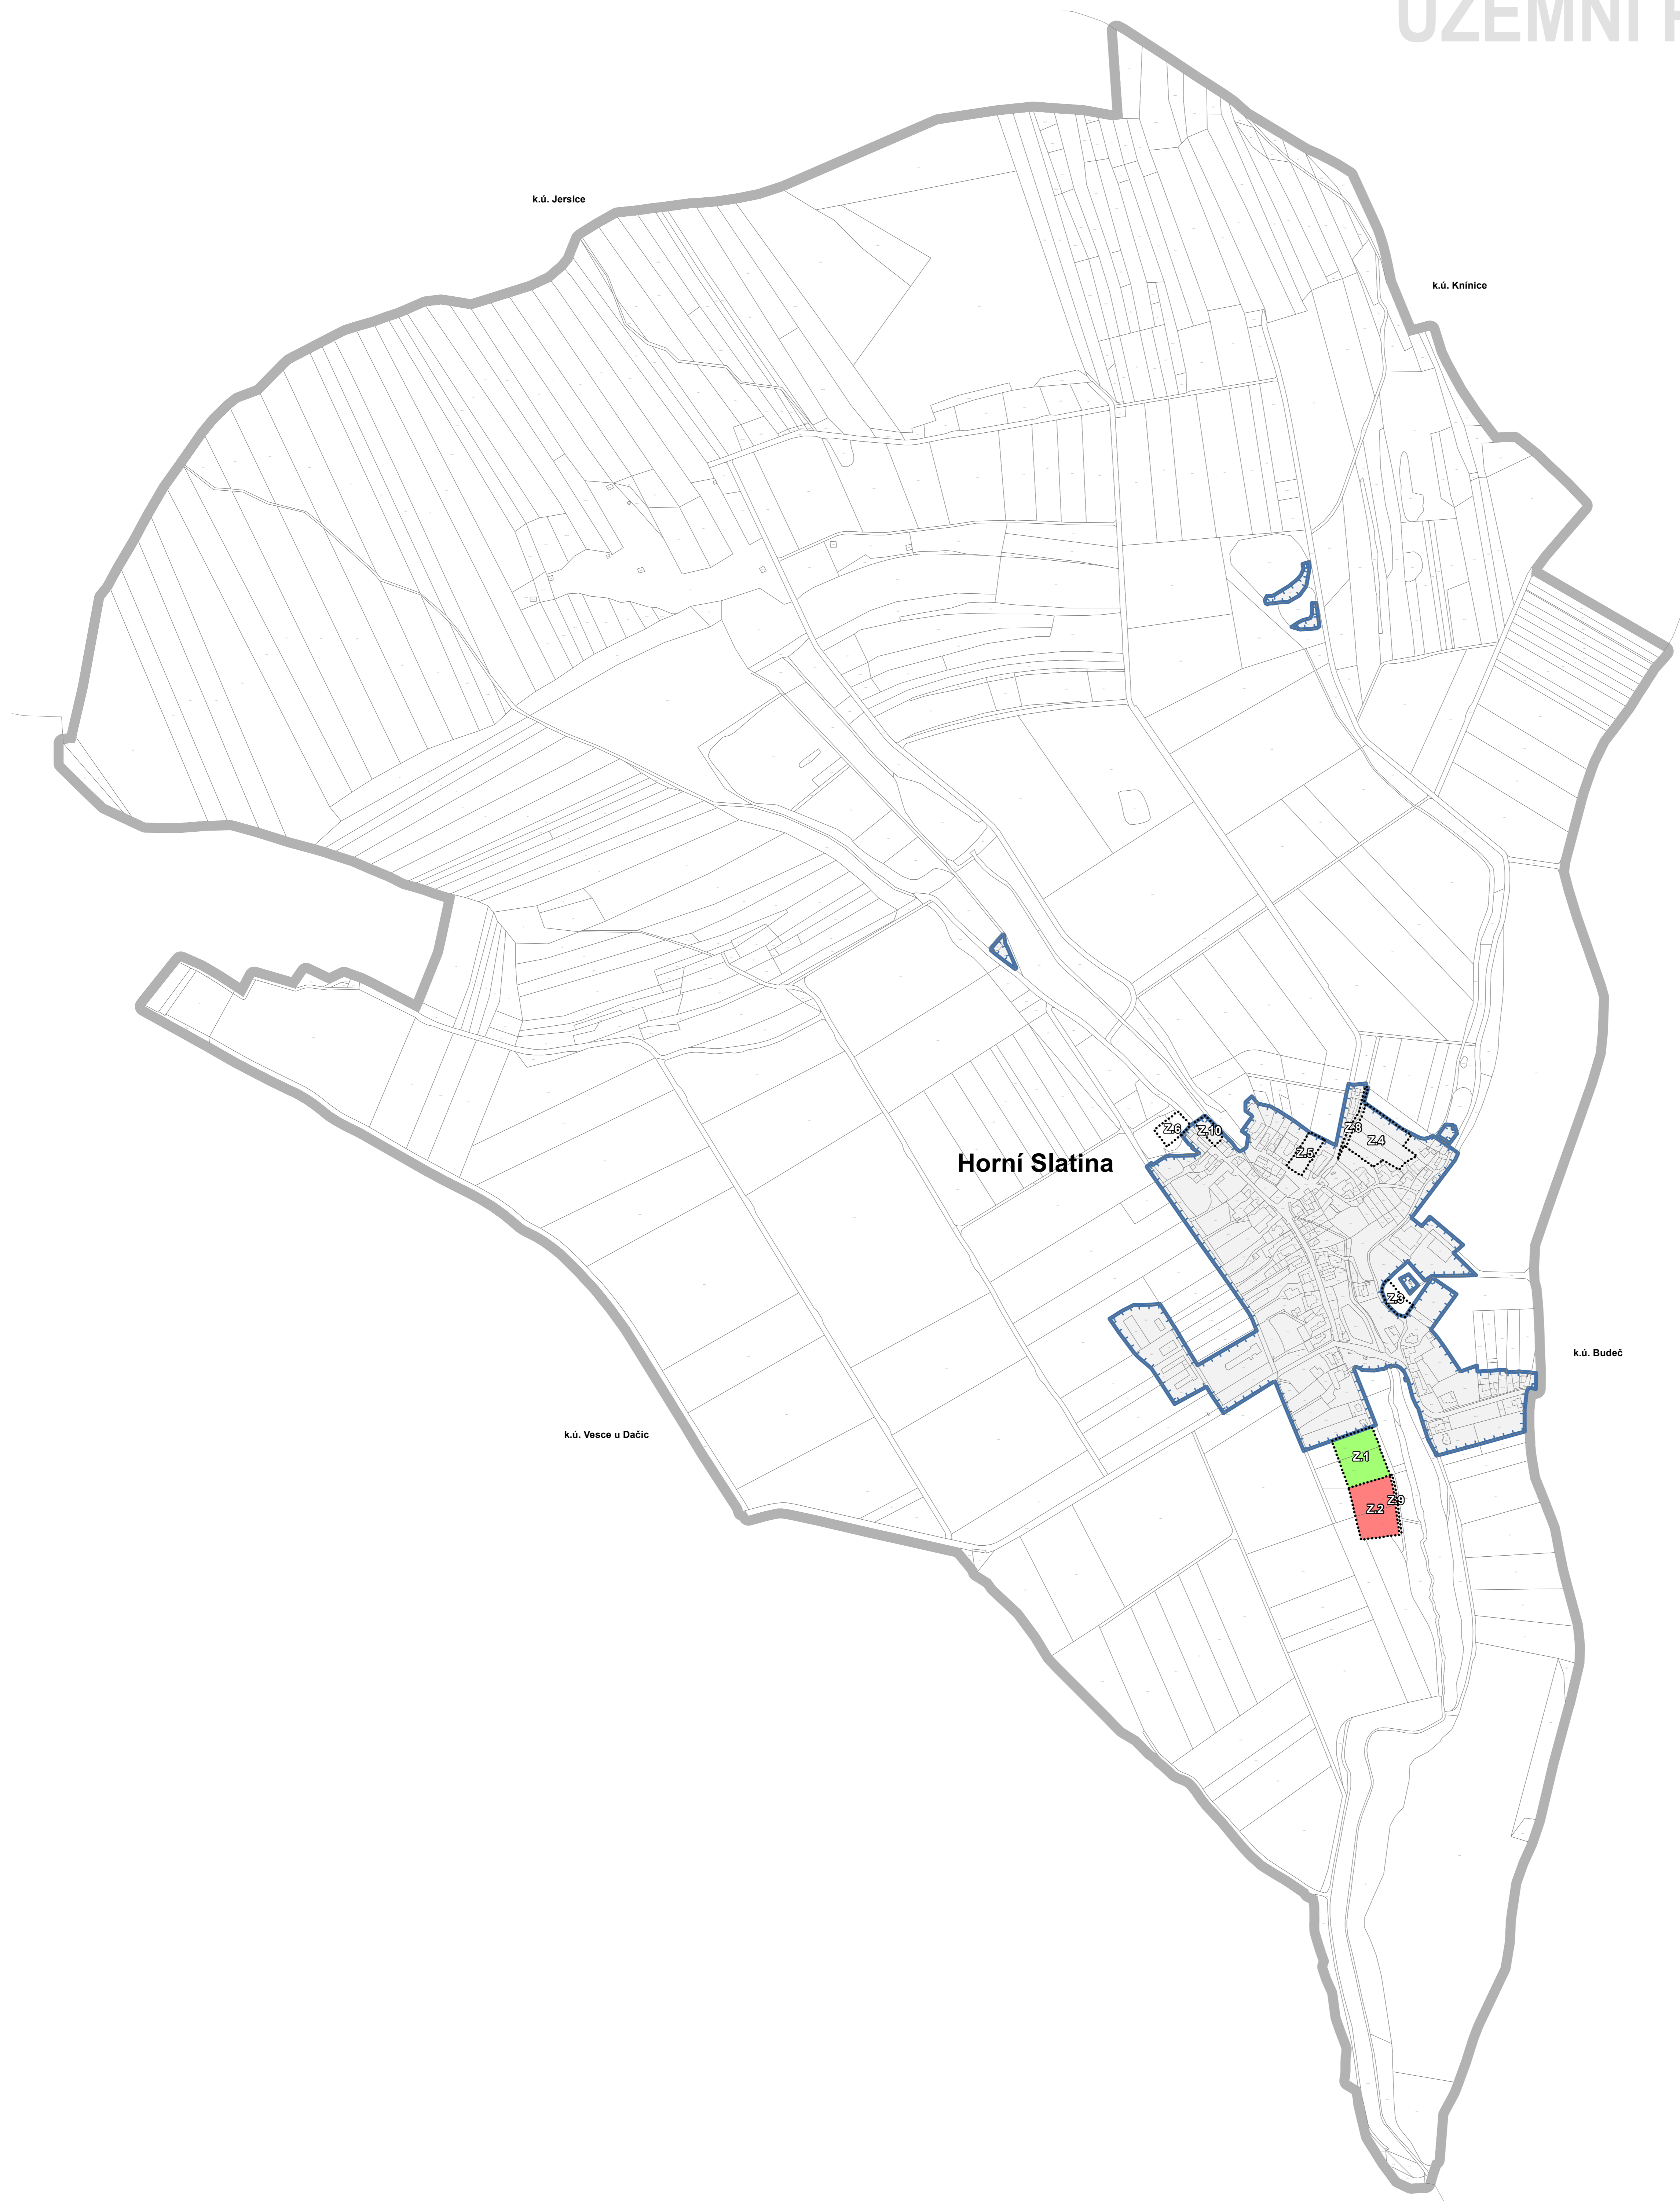 ÚZEMNÍ P
k.ú. Jersice
k.ú. Knínice
Z.6
Z.10
Z.8
Z.4
Z.5
Horní Slatina
Z.3
k.ú. Budeč
k.ú. Vesce u Dačic
Z.1
Z.9
Z.2